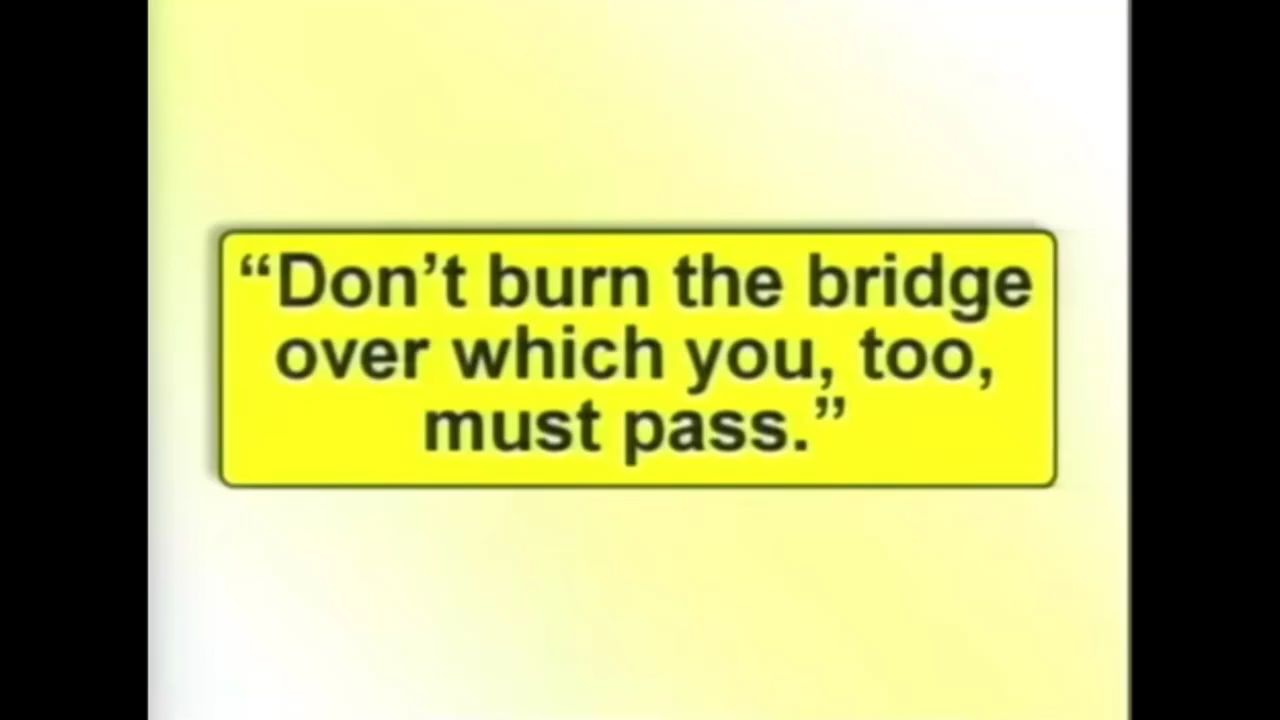 “Don’t burn the bridge
over which you, too,
must pass.”